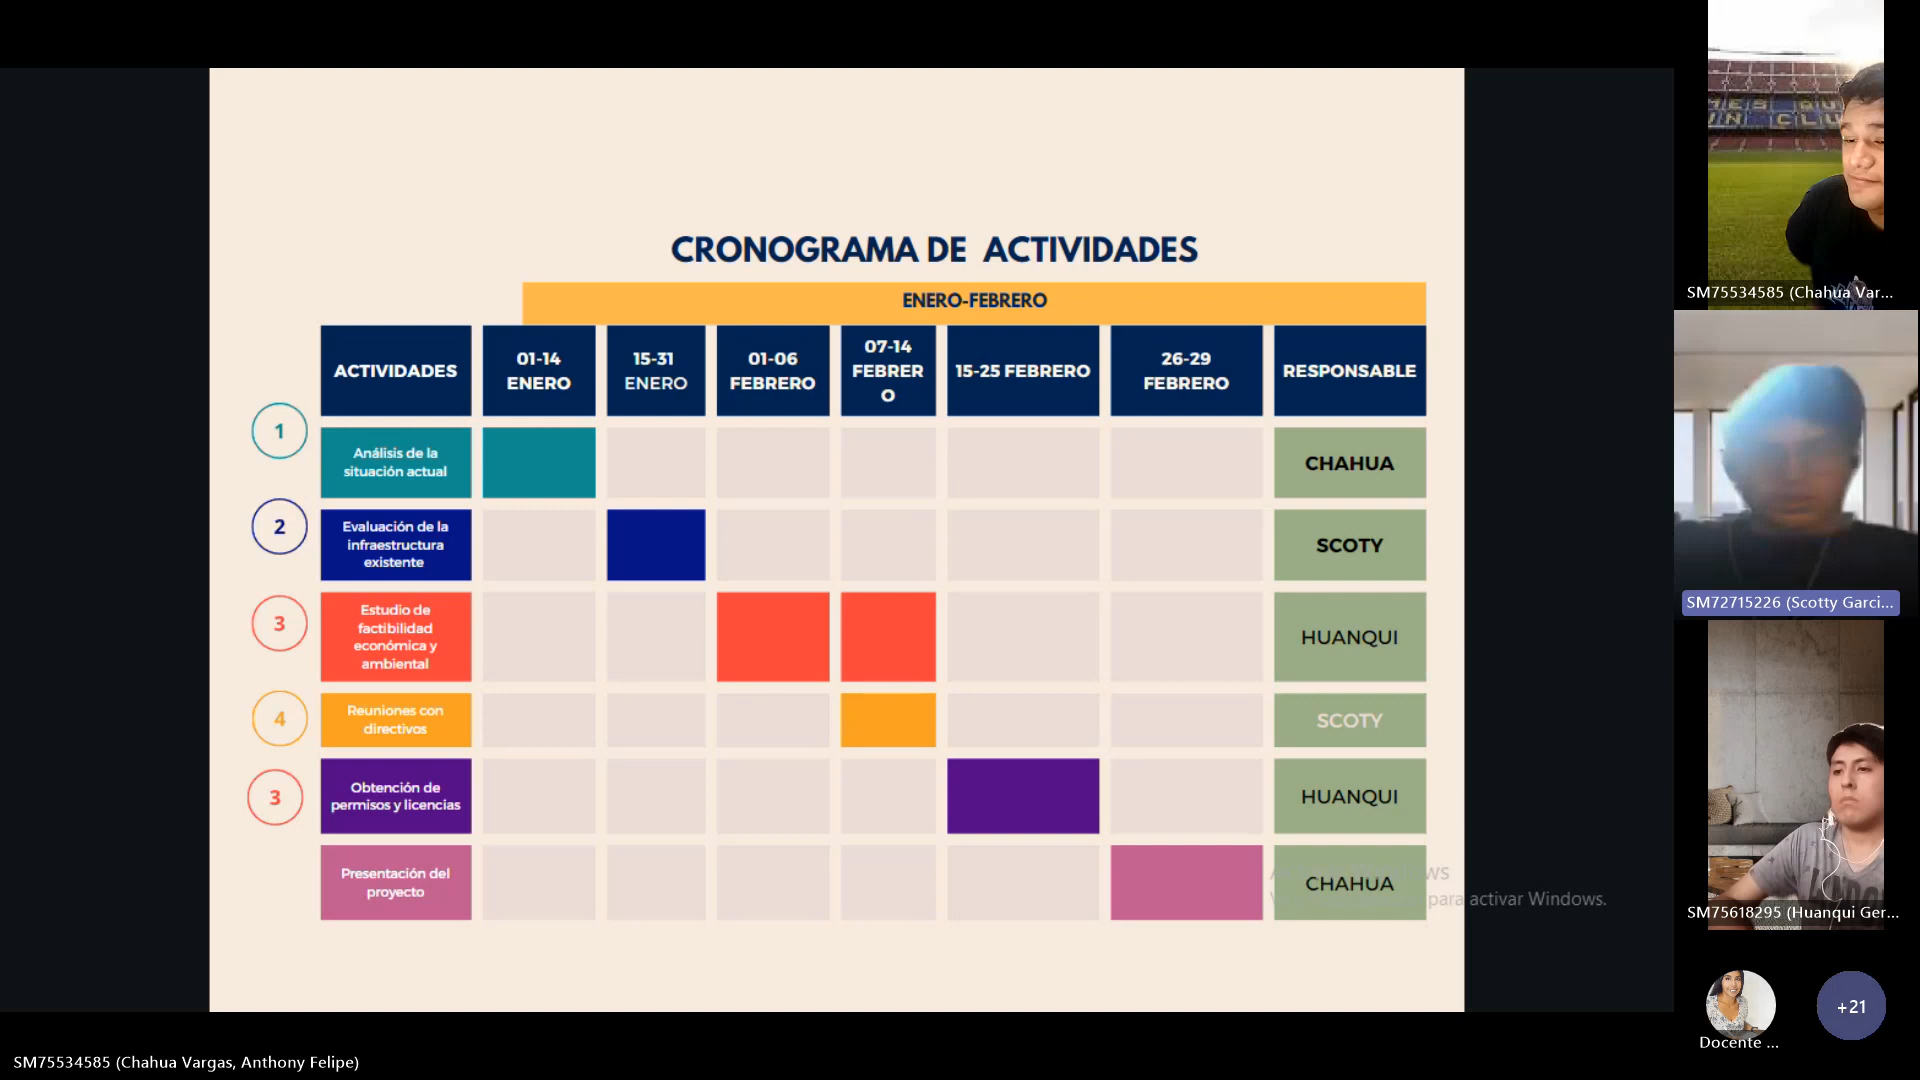 CRONOGRAMA DE ACTIVIDADES
ENERO-FEBRERO
ACTIVIDADES
01-14
ENERO
15-31
ENERO
01-06
FEBRERO
07-14
FEBRER
O
15-25 FEBRERO
26-29
FEBRERO
RESPONSABLE
1
Análisis de la
situación actual
CHAHUA
2
Evaluación de la
infraestructura
existente
SCOTY
3
Estudio de
factibilidad
económica y
ambiental
HUANQUI
4
Reuniones con
directivos
SCOTY
3
Obtención de
permisos y licencias
HUANQUI
Presentación del
proyecto
CHAHUA
para activar Windows.
SM75534585 (Chahua Var...
SM72715226 (Scotty Garci...
SM75618295 (Huanqui Ger...
Docente ...
+21
SM75534585 (Chahua Vargas, Anthony Felipe)